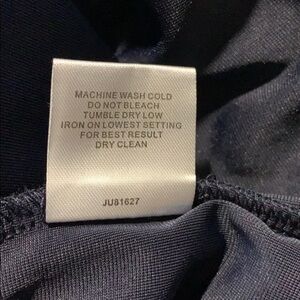 MACHINE WASH COLD
DO NOT BLEACH
TUMBLE DRY LOW
IRON ON LOWEST SETTING
FOR BEST RESULT
DRY CLEAN
JU81627